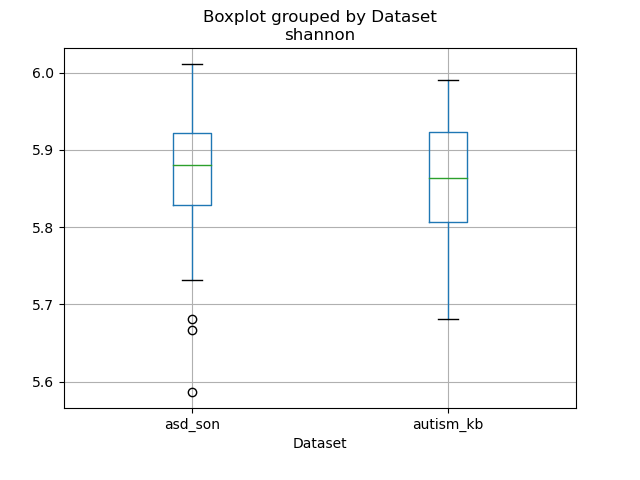 Boxplot grouped by Dataset
shannon
6.0
5.9
5.8
5.7
5.6
asd_son autism_kb
Dataset